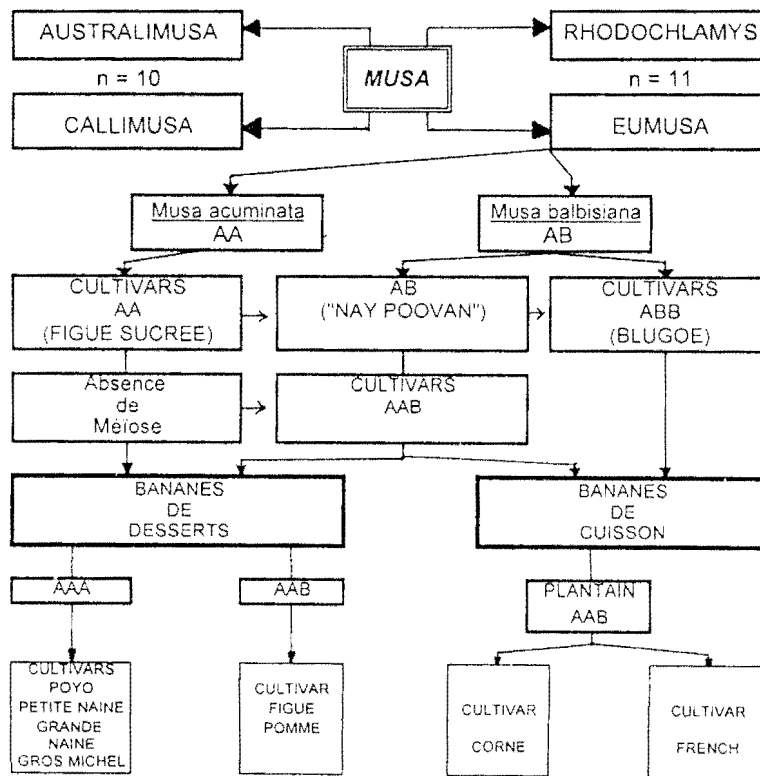 AUSTRALIMUSA
MUSA
RHODOCHLAMYS
n = 10
n = 11
CALLIMUSA
EUMUSA
Musa acuminata
AA
Musa balbisiana
AB
CULTIVARS
AA
(FIGUE SUCREE)
AB
("NAY POOVAN")
CULTIVARS
ABB
(BLUGOE)
Absence
de
Méïose
CULTIVARS
AAB
BANANES
DE
DESSERTS
BANANES
DE
CUISSON
AAA
AAB
PLANTAIN
AAB
CULTIVARS
POYO
PETITE NAINE
GRANDE
NAINE
GROS MICHEL
CULTIVAR
FIGUE
POMME
CULTIVAR
CORNE
CULTIVAR
FRENCH